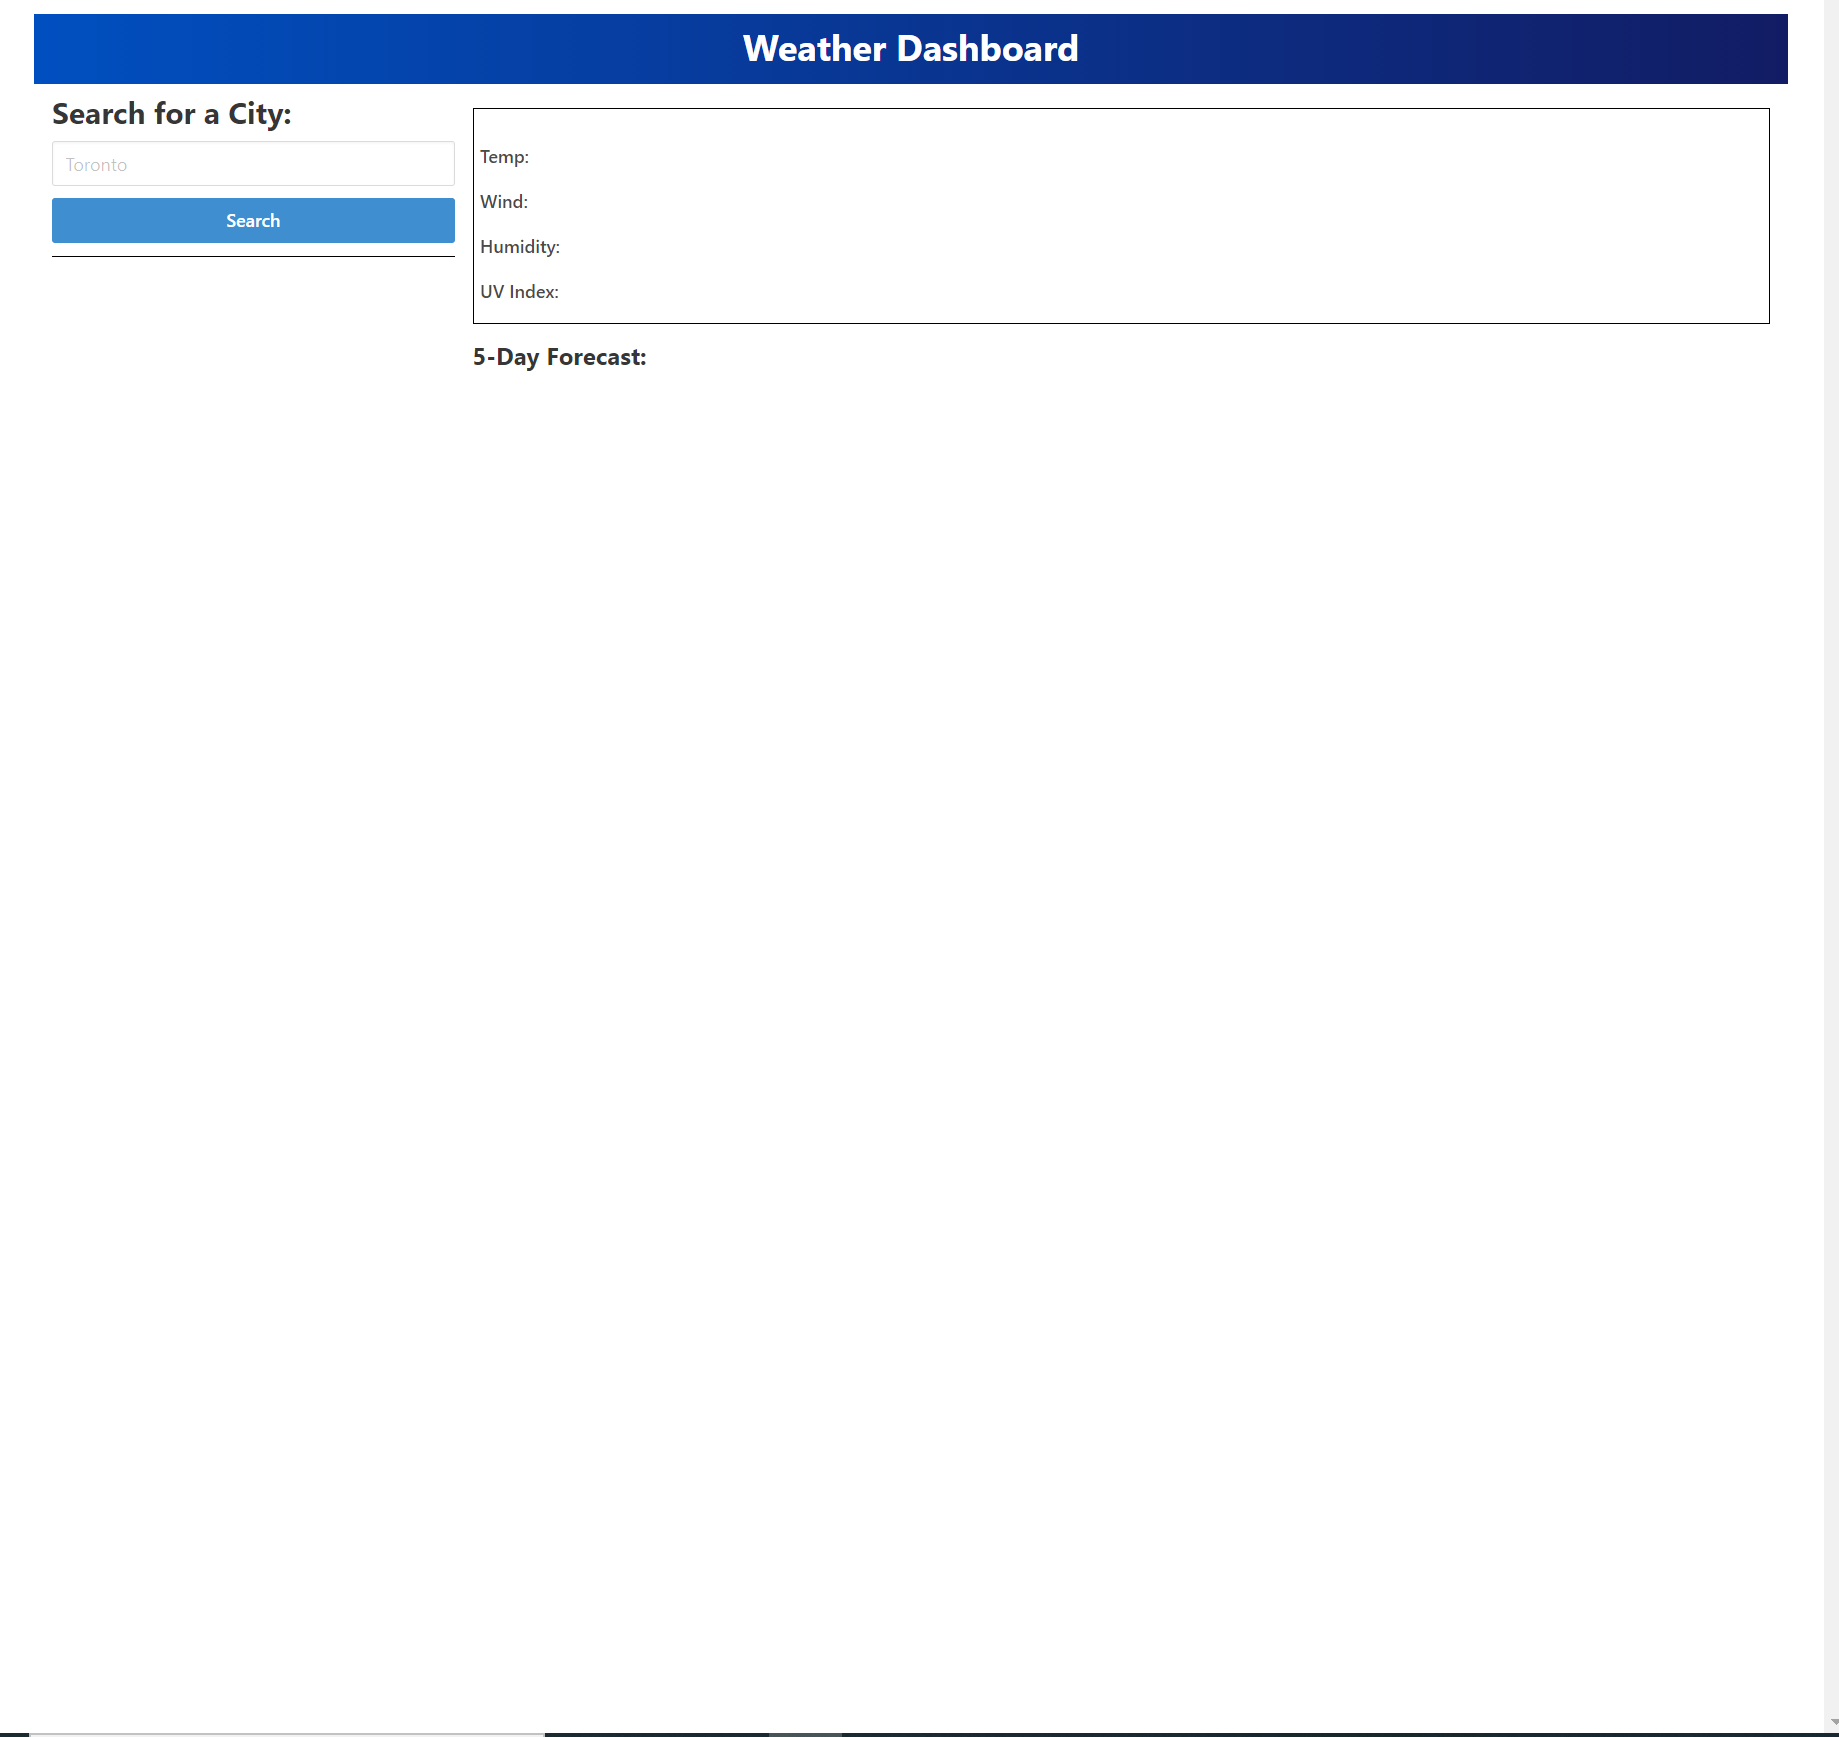 Weather Dashboard
Search for a City:
Toronto
Search
Temp:
Wind:
Humidity:
UV Index:
5-Day Forecast: